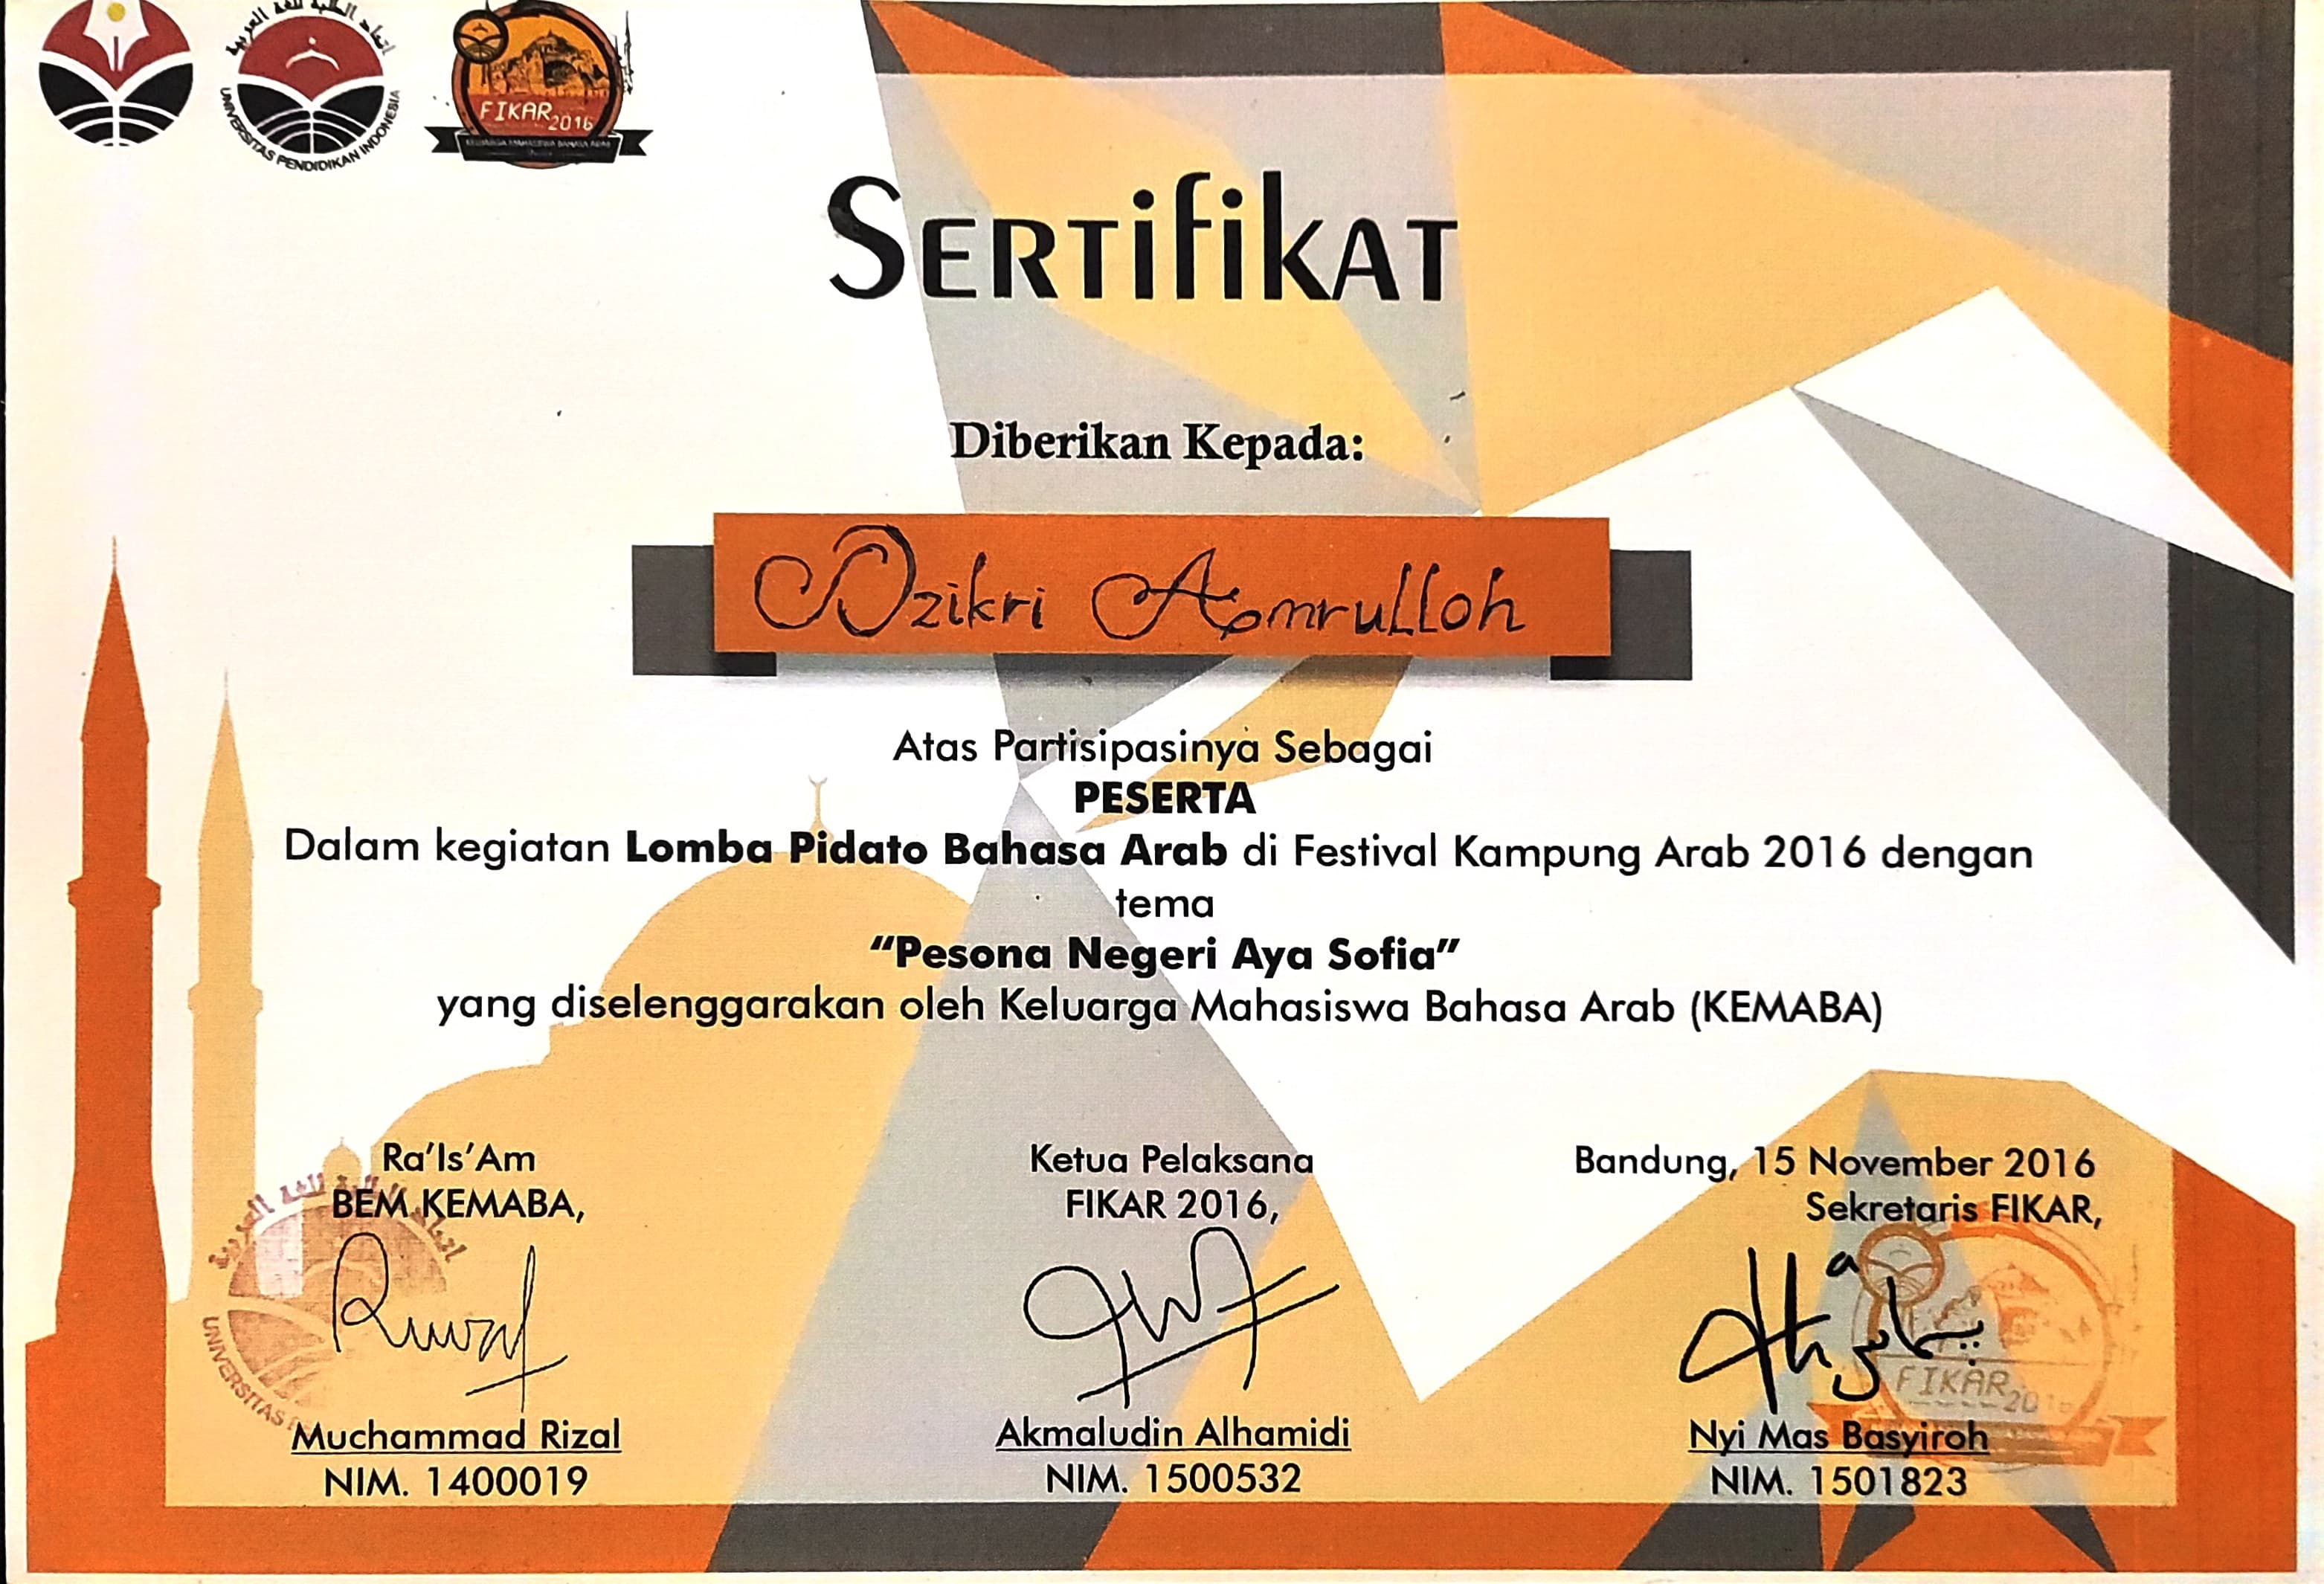 اتحاد الطلبة للغة العربية
UNIVERSITAS PENDIDIKAN INDONESIA
FIKAR 2016
KELUARGA MAHASISWA BAHASA ARAB
SERTifikAT
Diberikan Kepada:
Dzikri Aomrulloh
Atas Partisipasinya Sebagai
PESERTA
Dalam kegiatan Lomba Pidato Bahasa Arab di Festival Kampung Arab 2016 dengan
tema
“Pesona Negeri Aya Sofia”
yang diselenggarakan oleh Keluarga Mahasiswa Bahasa Arab (KEMABA)
Ra’Is’Am
BEM KEMABA,
Ketua Pelaksana
FIKAR 2016,
Bandung, 15 November 2016
Sekretaris FIKAR,
اتحاد الطلبة للغة العربية
UNIVERSITAS
FIKAR 2016
Muchammad Rizal
NIM. 1400019
Akmaludin Alhamidi
NIM. 1500532
Nyi Mas Basyiroh
NIM. 1501823